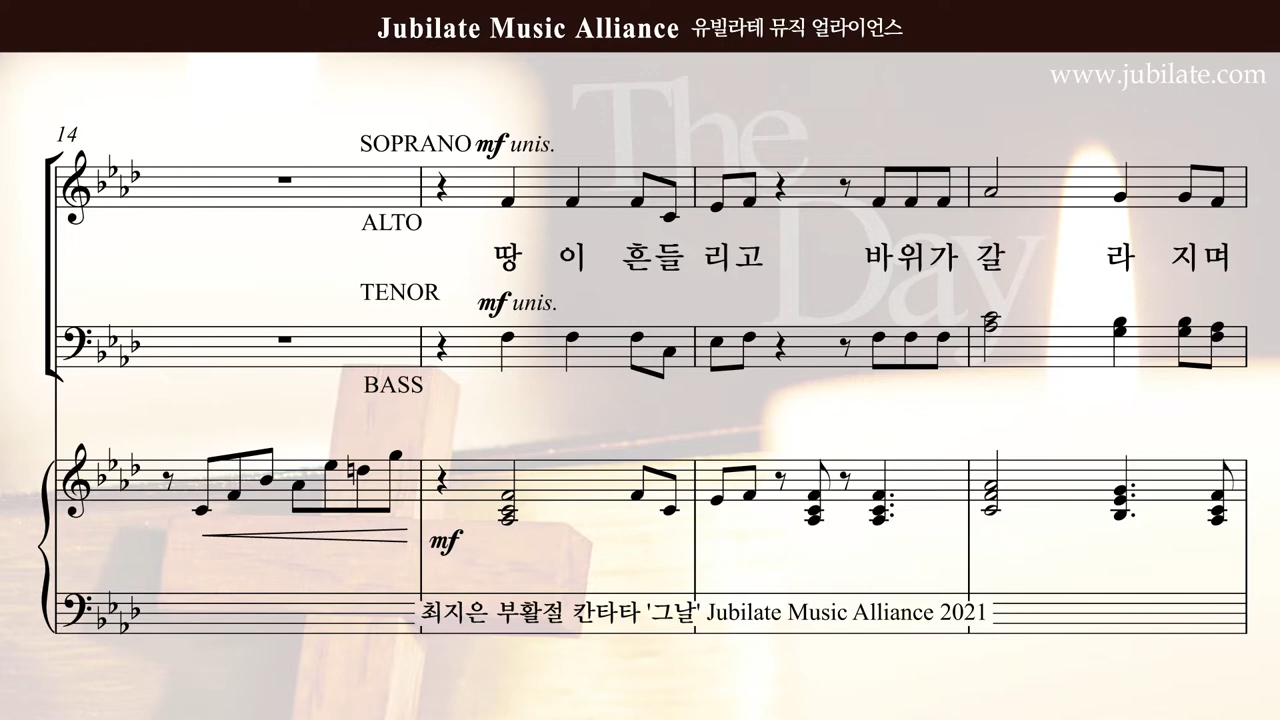 Jubilate Music Alliance 유빌라테 뮤직 얼라이언스
www.jubilate.com
The
Day
14
SOPRANO mf unis.
ALTO
땅 이 흔들 리고 바위가 갈 라 지며
TENOR mf unis.
BASS
mf
최지은 부활절 칸타타 '그날' Jubilate Music Alliance 2021